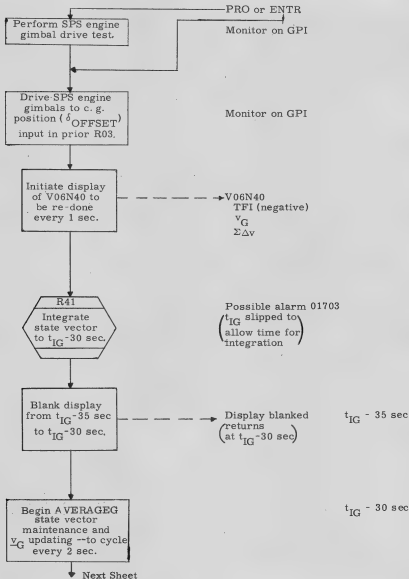 PRO or ENTR
Perform SPS engine
gimbal drive test.
Monitor on GPI
Drive SPS engine
gimbals to c. g.
position (δOFFSET)
input in prior R03.
Monitor on GPI
Initiate display
of V06N40 to
be re-done
every 1 sec.
V06N40
TFI (negative)
vG
ΣΔv
R41
Integrate
state vector
to tIG-30 sec.
Possible alarm 01703
(tIG slipped to
allow time for
integration)
Blank display
from tIG-35 sec
to tIG-30 sec.
Display blanked
(returns
at tIG-30 sec)
tIG - 35 sec
Begin AVERAGEG
state vector
maintenance and
vG updating --to cycle
every 2 sec.
tIG - 30 sec
Next Sheet